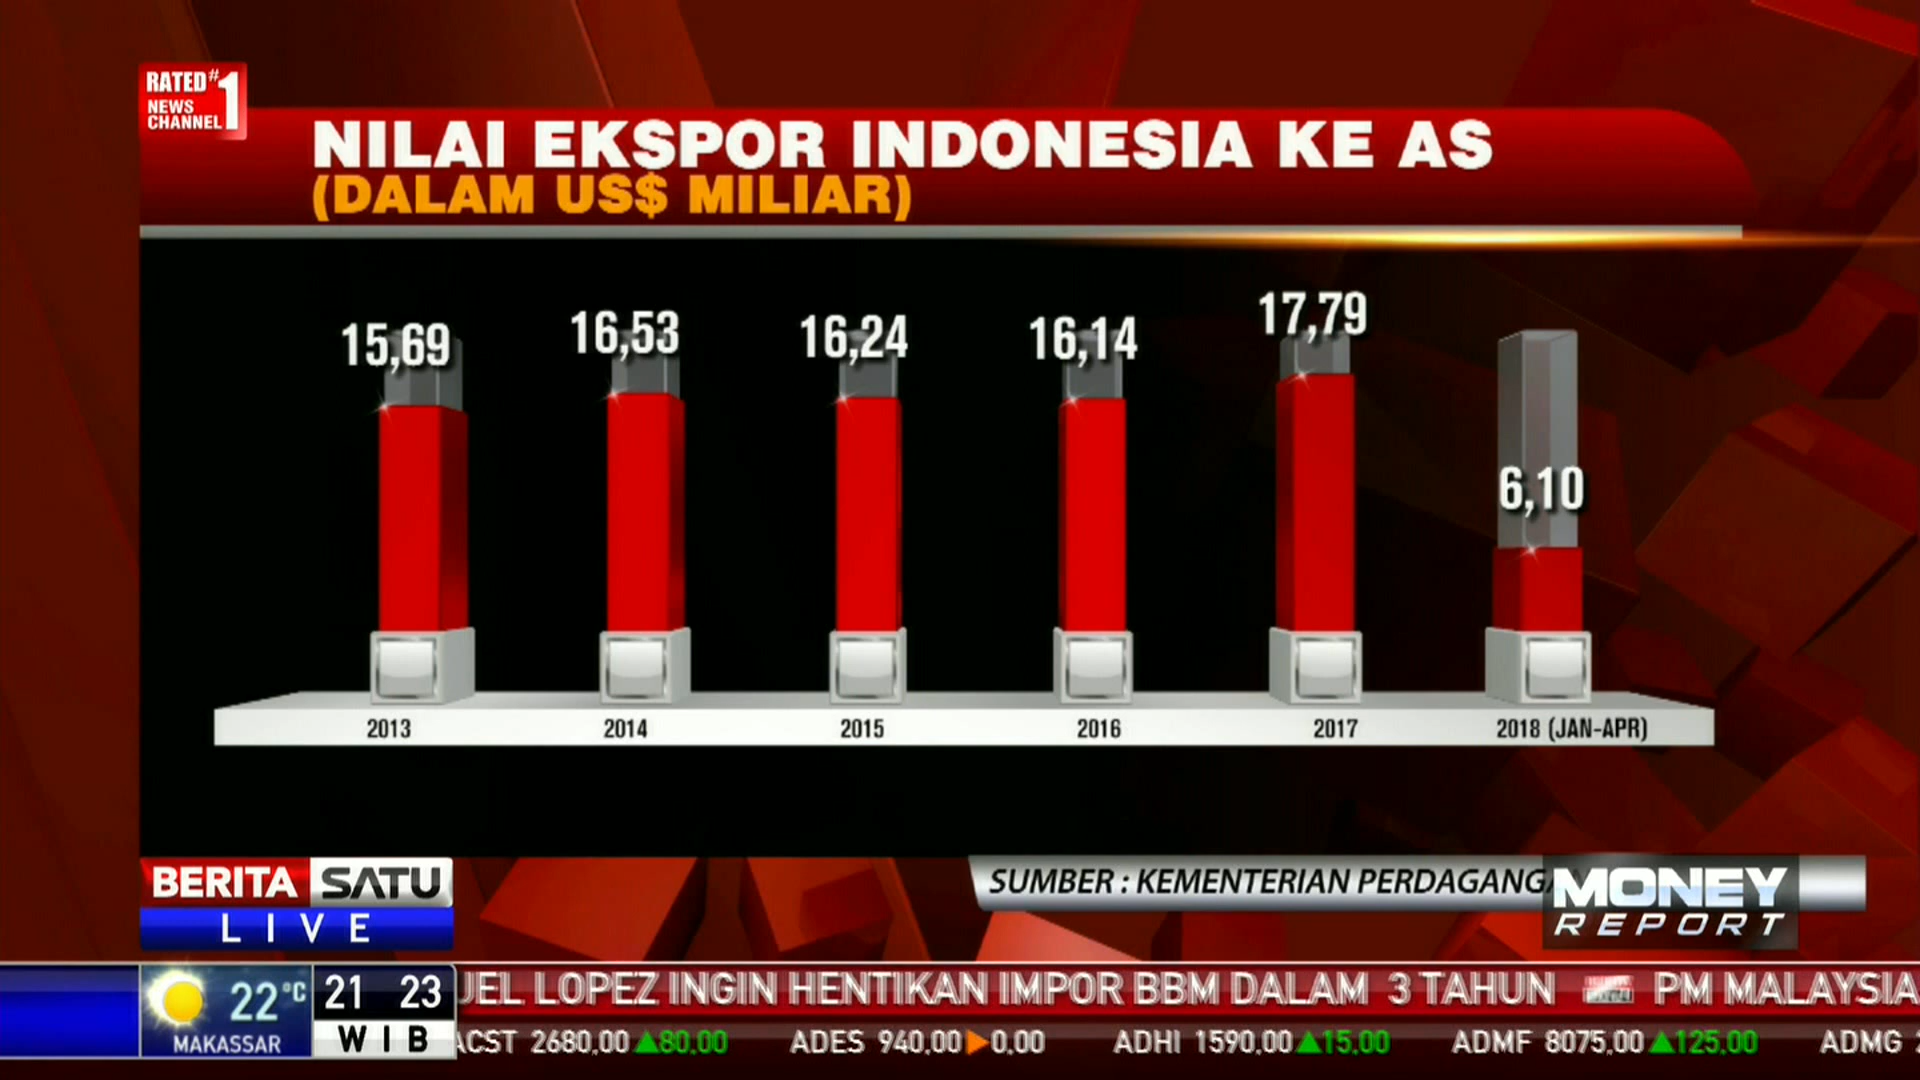 RATED #1
NEWS
CHANNEL
NILAI EKSPOR INDONESIA KE AS
(DALAM US$ MILIAR)
15,69
16,53
16,24
16,14
17,79
6,10
2013
2014
2015
2016
2017
2018 (JAN-APR)
BERITA SATU
LIVE
SUMBER : KEMENTERIAN
MONEY
REPORT
22°C
MAKASSAR
21 23
WIB
LOPEZ INGIN HENTIKAN IMPOR BBM DALAM 3 TAHUN PM MALAYSIA
ACST 2680,00 80,00 ADES 940,00 0,00 ADHI 1590,00 15,00 ADMF 8075,00 125,00 ADMG